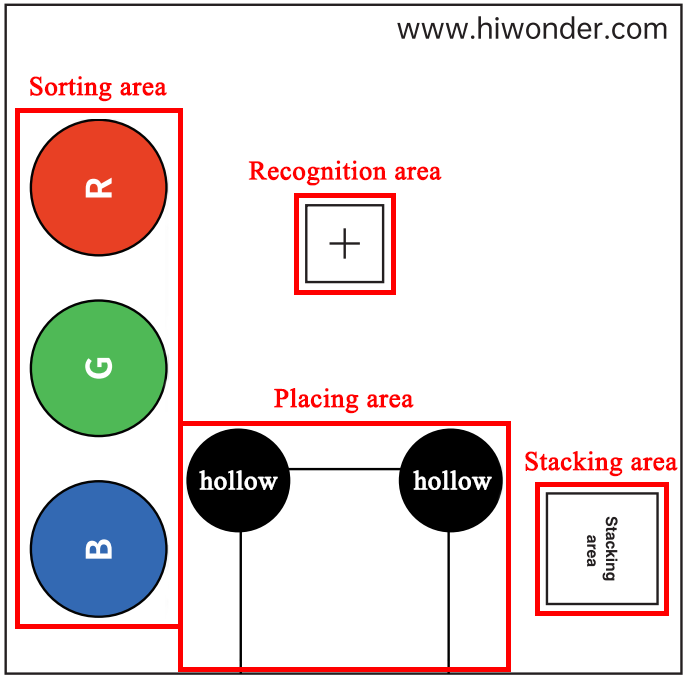 www.hiwonder.com
Sorting area
R
Recognition area
G
Placing area
hollow
hollow
Stacking area
Stacking
area
B